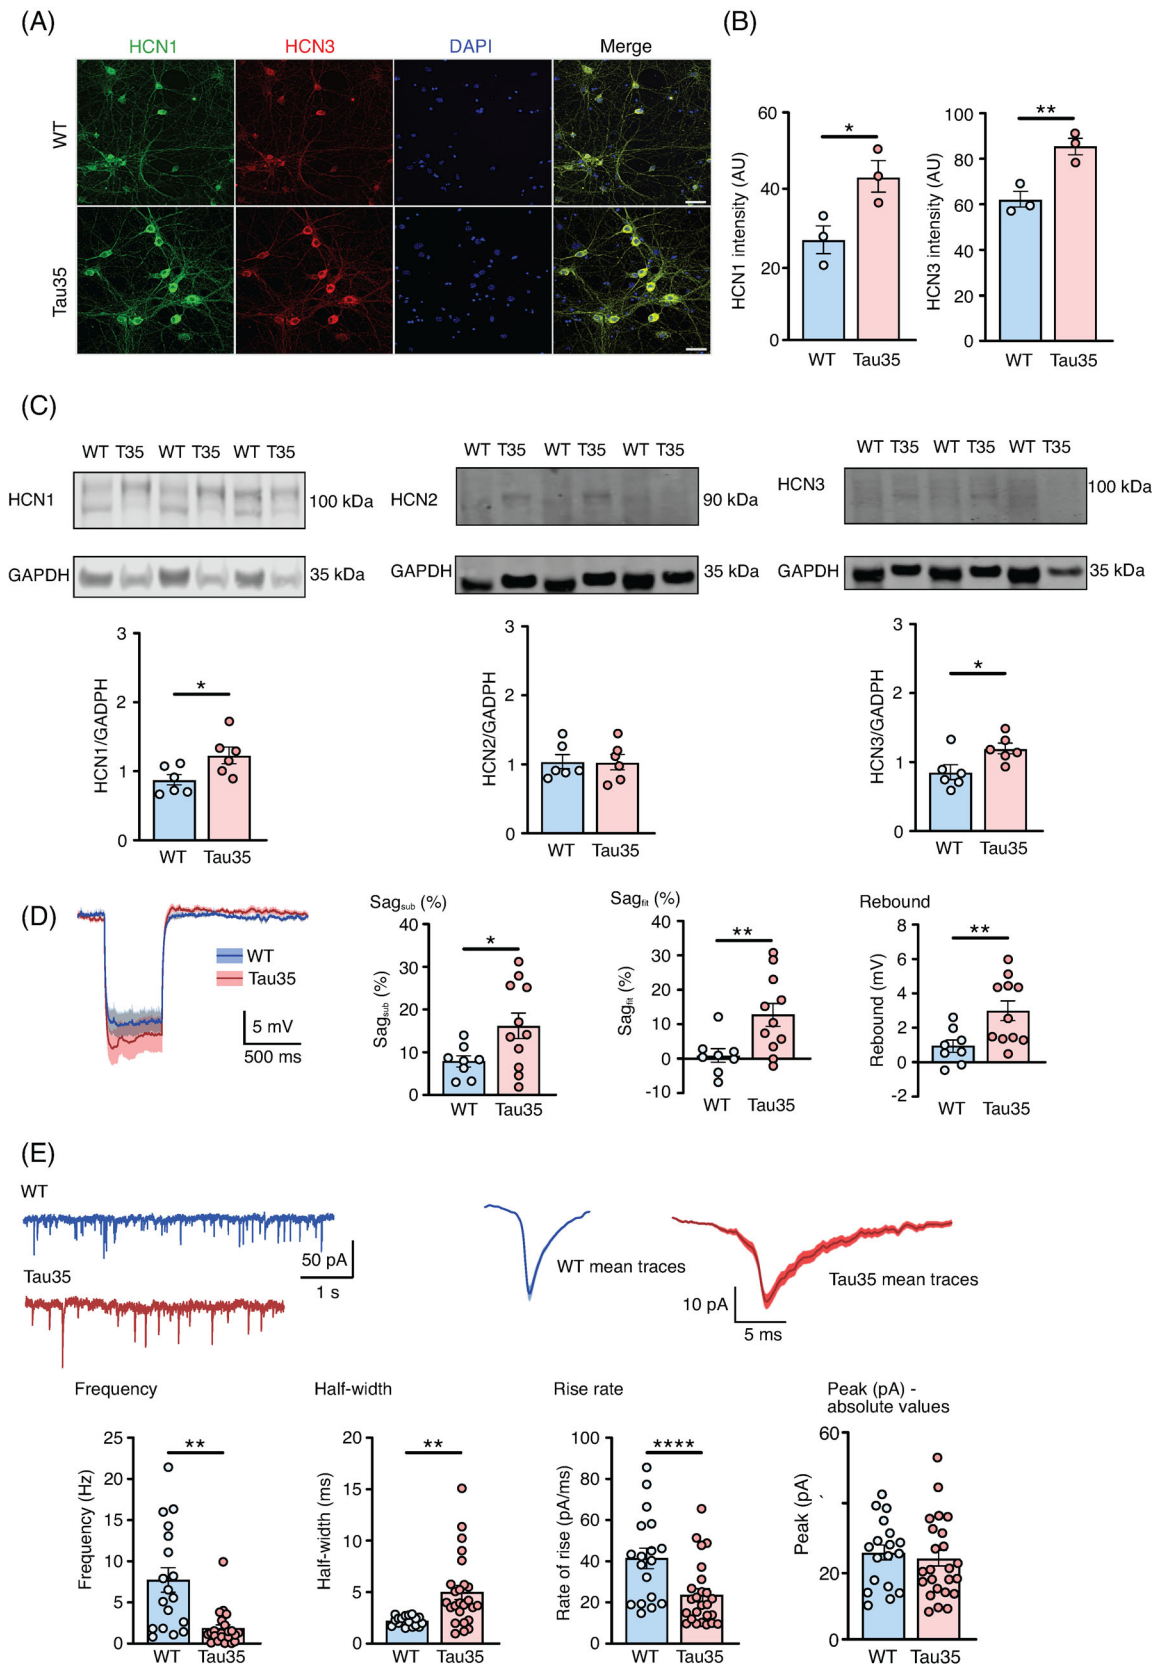 (A)
HCN1 HCN3 DAPI Merge
WT
Tau35
(B)
HCN1 intensity (AU)
60
40
20
0
WT Tau35
*
HCN3 intensity (AU)
100
80
60
40
20
0
WT Tau35
**
(C)
WT T35 WT T35 WT T35
HCN1 100 kDa
GAPDH 35 kDa
WT T35 WT T35 WT T35
HCN2 90 kDa
GAPDH 35 kDa
WT T35 WT T35 WT T35
HCN3 100 kDa
GAPDH 35 kDa
HCN1/GADPH
3
2
1
0
*
WT Tau35
HCN2/GADPH
3
2
1
0
WT Tau35
HCN3/GADPH
3
2
1
0
*
WT Tau35
(D)
WT
Tau35
5 mV
500 ms
Sagsub (%)
Sagsub (%)
40
30
20
10
0
*
WT Tau35
Sagfit (%)
Sagfit (%)
40
30
20
10
0
-10
**
WT Tau35
Rebound
Rebound (mV)
8
6
4
2
0
-2
**
WT Tau35
(E)
WT
50 pA
1 s
Tau35
WT mean traces
Tau35 mean traces
10 pA
5 ms
Frequency
Frequency (Hz)
25
20
15
10
5
0
**
WT Tau35
Half-width
Half-width (ms)
20
15
10
5
0
**
WT Tau35
Rise rate
Rate of rise (pA/ms)
100
80
60
40
20
0
****
WT Tau35
Peak (pA) -
absolute values
Peak (pA)
60
40
20
0
WT Tau35